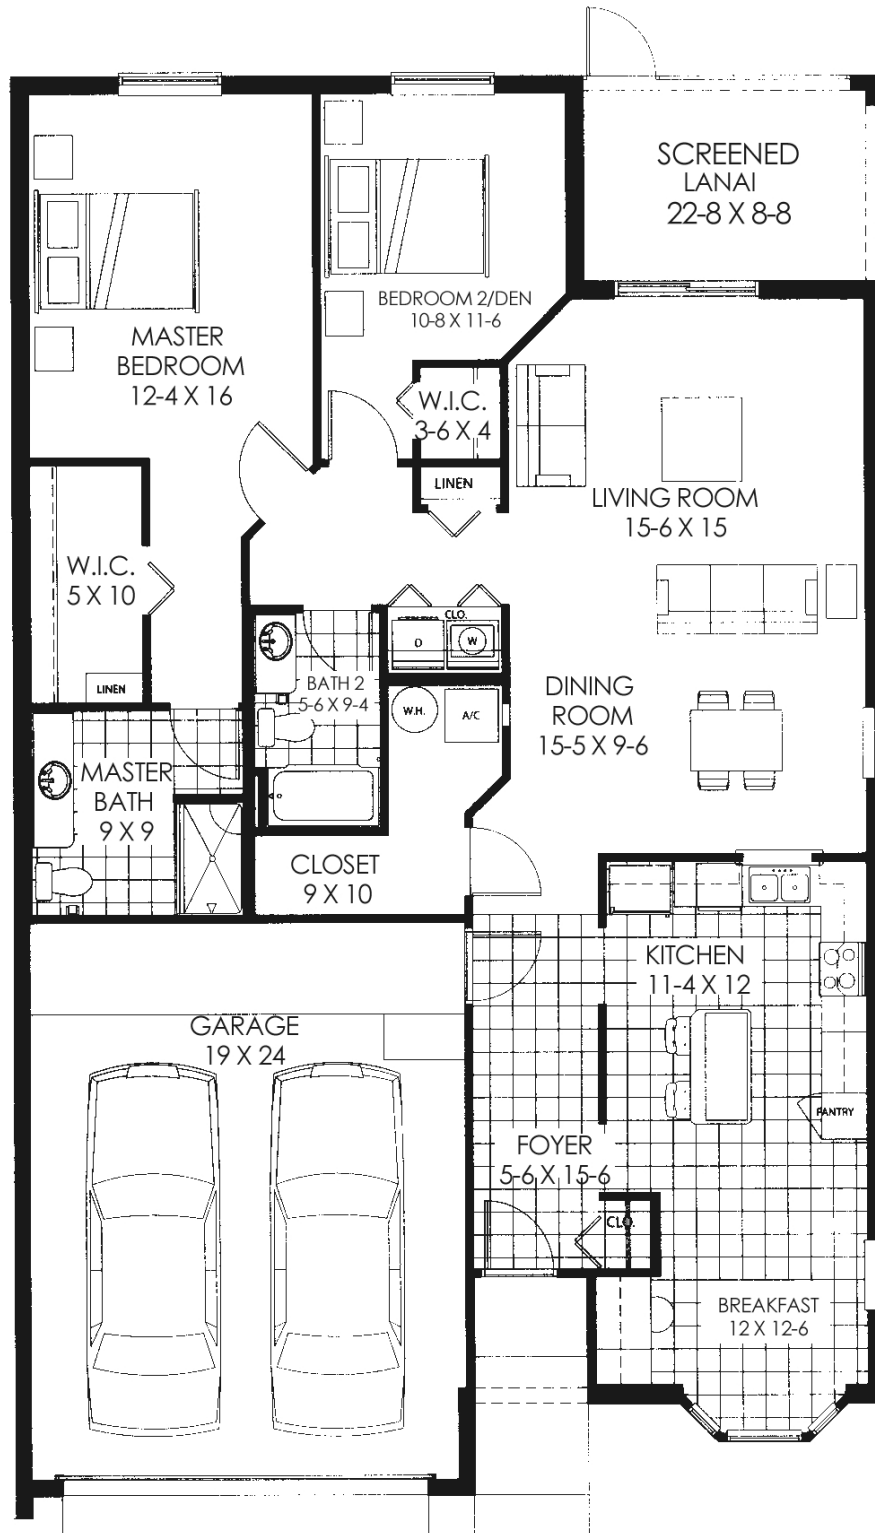 SCREENED
LANAI
22-8 X 8-8
BEDROOM 2/DEN
10-8 X 11-6
MASTER
BEDROOM
12-4 X 16
W.I.C.
3-6 X 4
LINEN
LIVING ROOM
15-6 X 15
W.I.C.
5 X 10
LINEN
CLO.
D
W
BATH 2
5-6 X 9-4
W.H.
A/C
DINING
ROOM
15-5 X 9-6
MASTER
BATH
9 X 9
CLOSET
9 X 10
KITCHEN
11-4 X 12
GARAGE
19 X 24
PANTRY
FOYER
5-6 X 15-6
CLO.
BREAKFAST
12 X 12-6